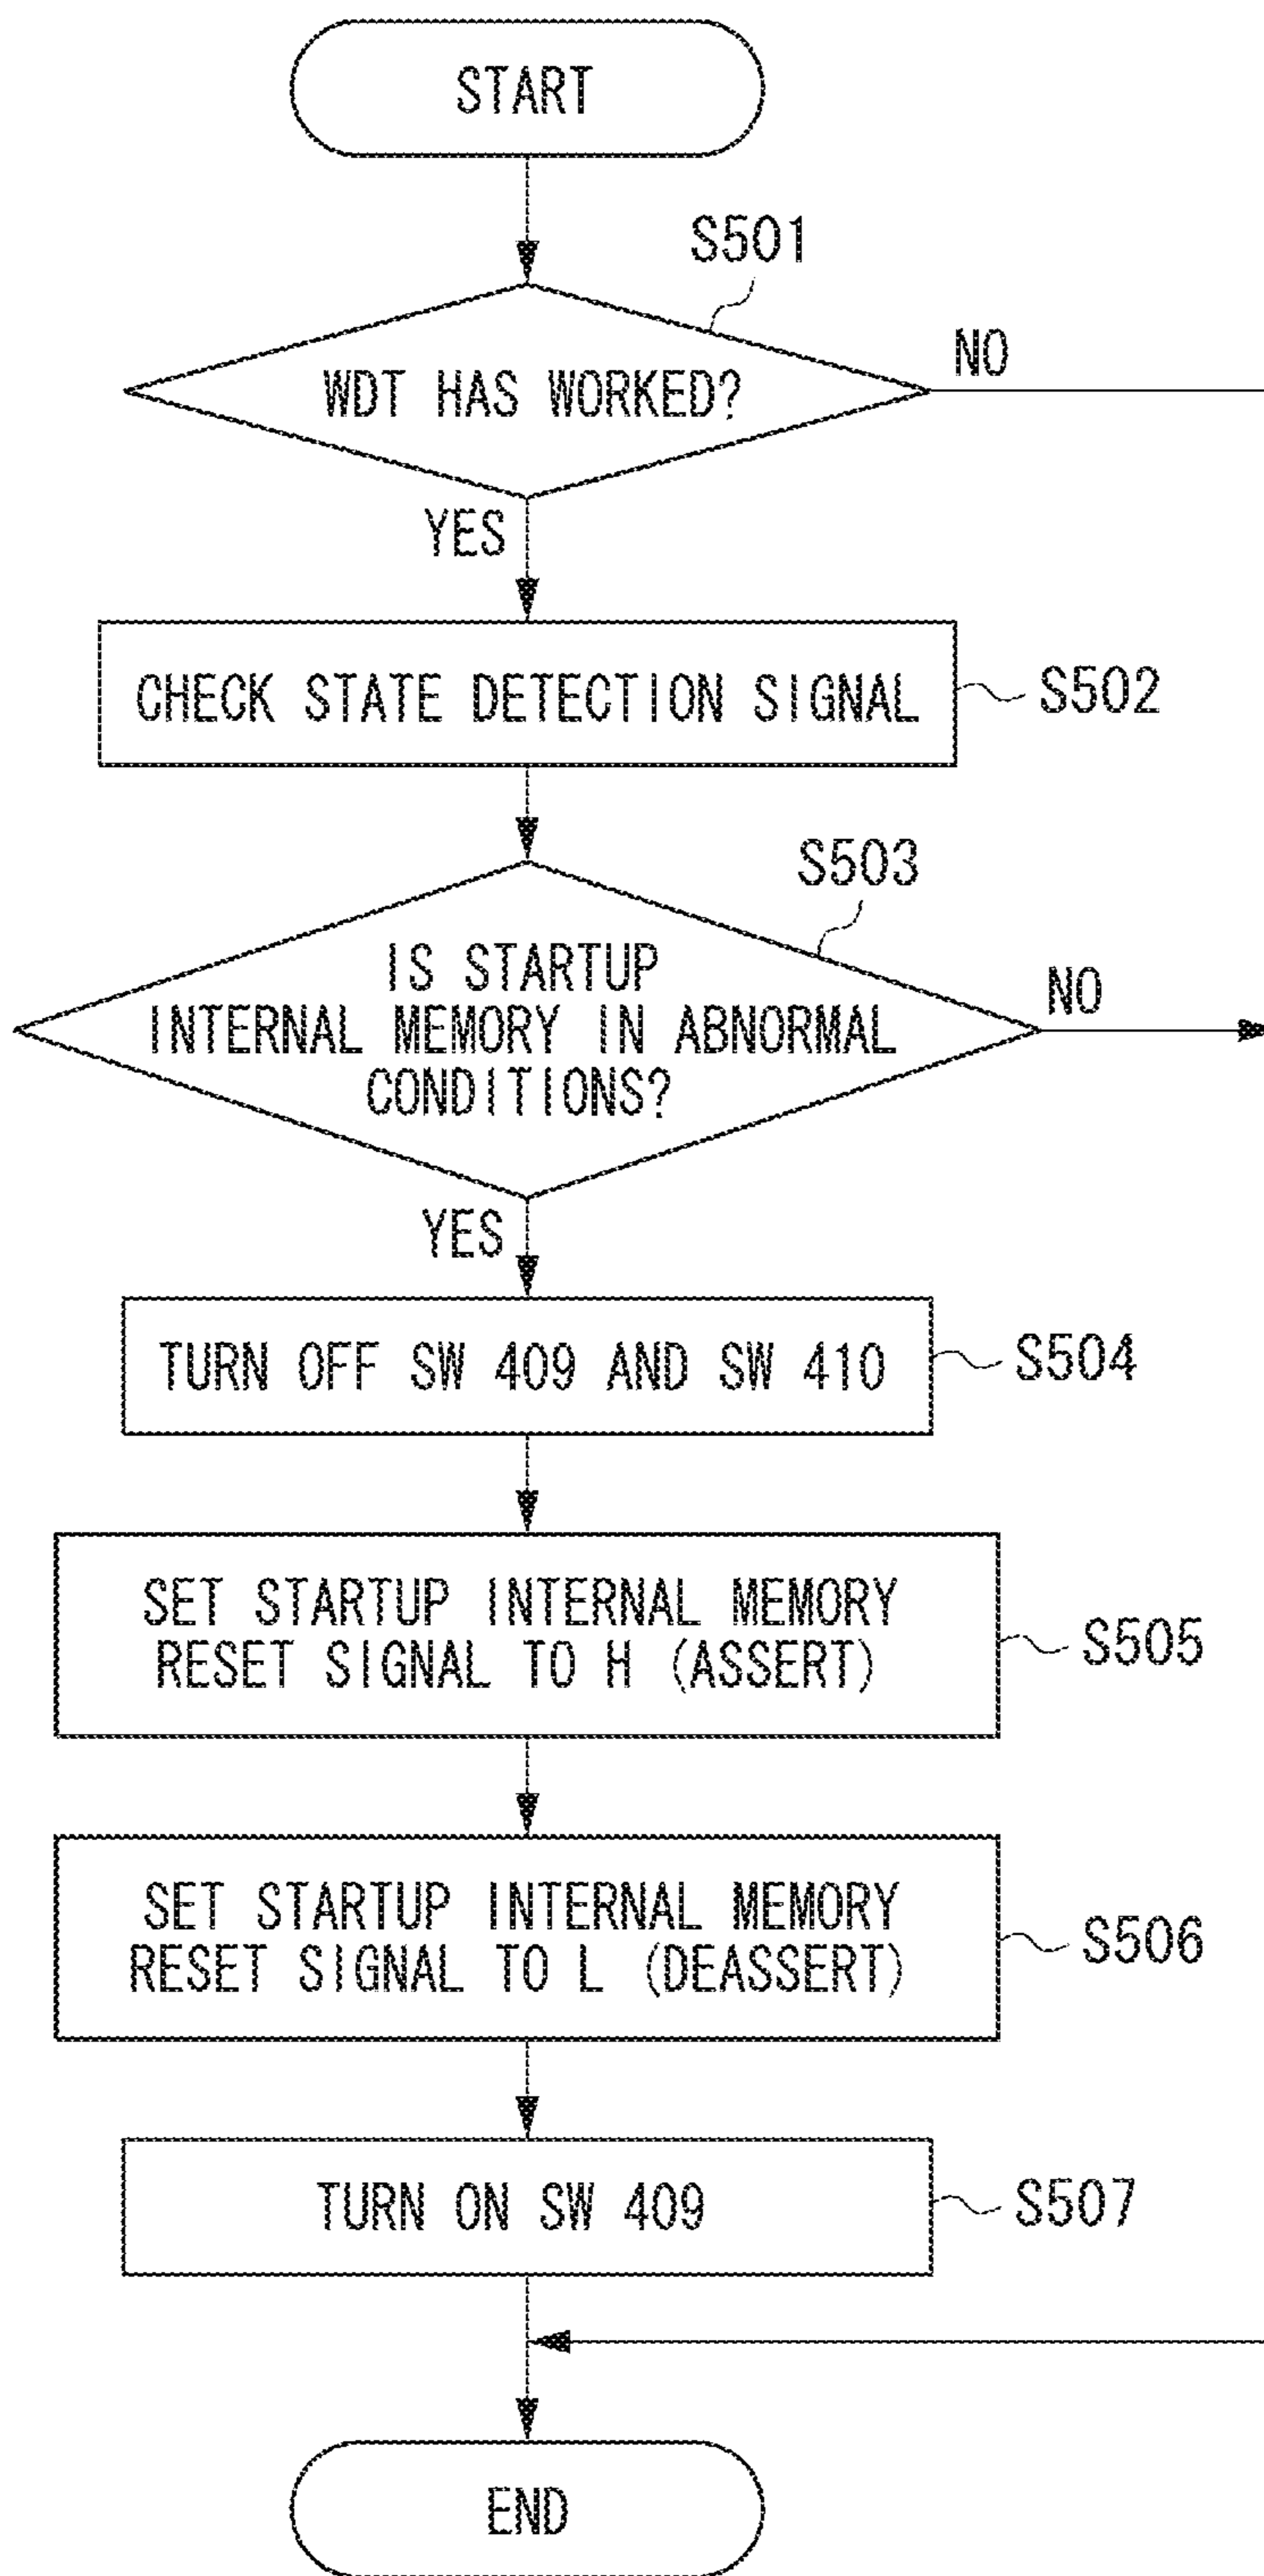 START
S501
WDT HAS WORKED?
NO
YES
CHECK STATE DETECTION SIGNAL
S502
S503
IS STARTUP
INTERNAL MEMORY IN ABNORMAL
CONDITIONS?
NO
YES
TURN OFF SW 409 AND SW 410
S504
SET STARTUP INTERNAL MEMORY
RESET SIGNAL TO H (ASSERT)
S505
SET STARTUP INTERNAL MEMORY
RESET SIGNAL TO L (DEASSERT)
S506
TURN ON SW 409
S507
END